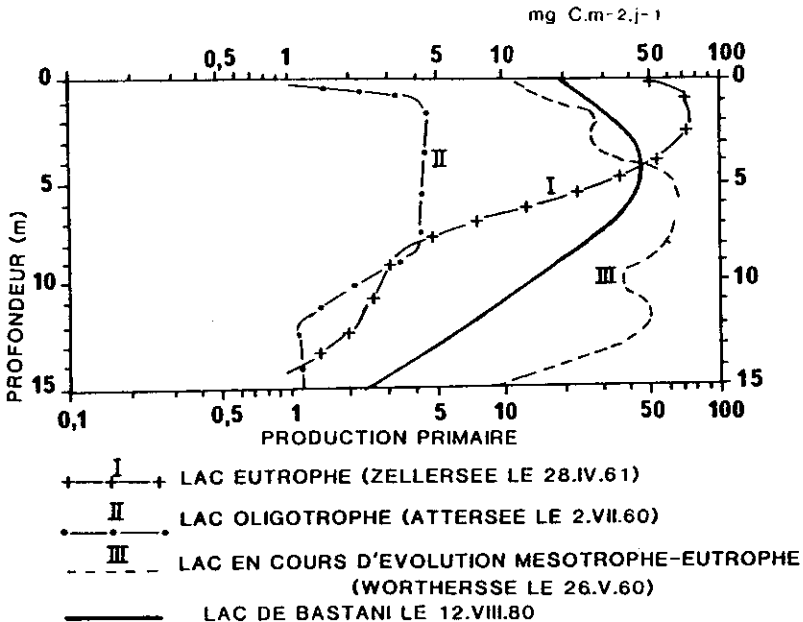 mg C.m-2.j-1
0,5 1 5 10 50 100
0 0
5 5
10 10
15 15
PROFONDEUR (m)
II
I
III
0,1 0,5 1 5 10 50 100
PRODUCTION PRIMAIRE
I LAC EUTROPHE (ZELLERSEE LE 28.IV.61)
II LAC OLIGOTROPHE (ATTERSEE LE 2.VII.60)
III LAC EN COURS D'EVOLUTION MESOTROPHE-EUTROPHE
(WORTHERSSE LE 26.V.60)
LAC DE BASTANI LE 12.VIII.80